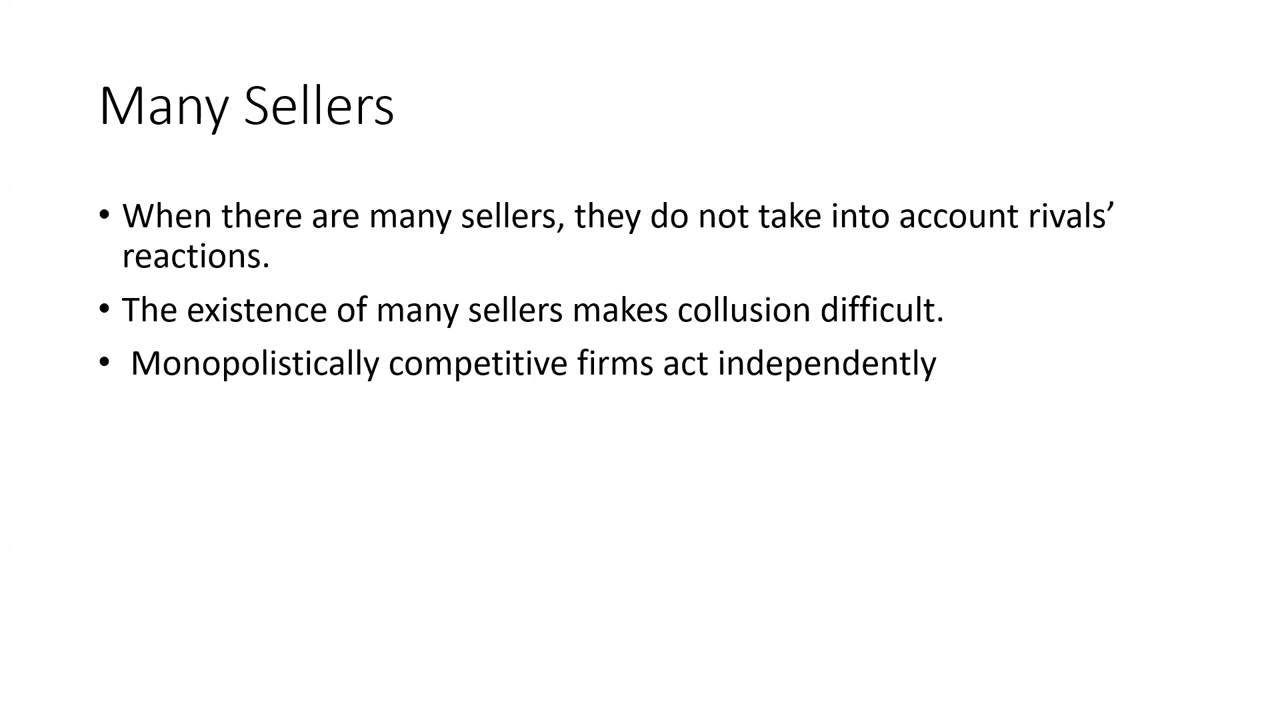 Many Sellers
• When there are many sellers, they do not take into account rivals’
reactions.
• The existence of many sellers makes collusion difficult.
• Monopolistically competitive firms act independently